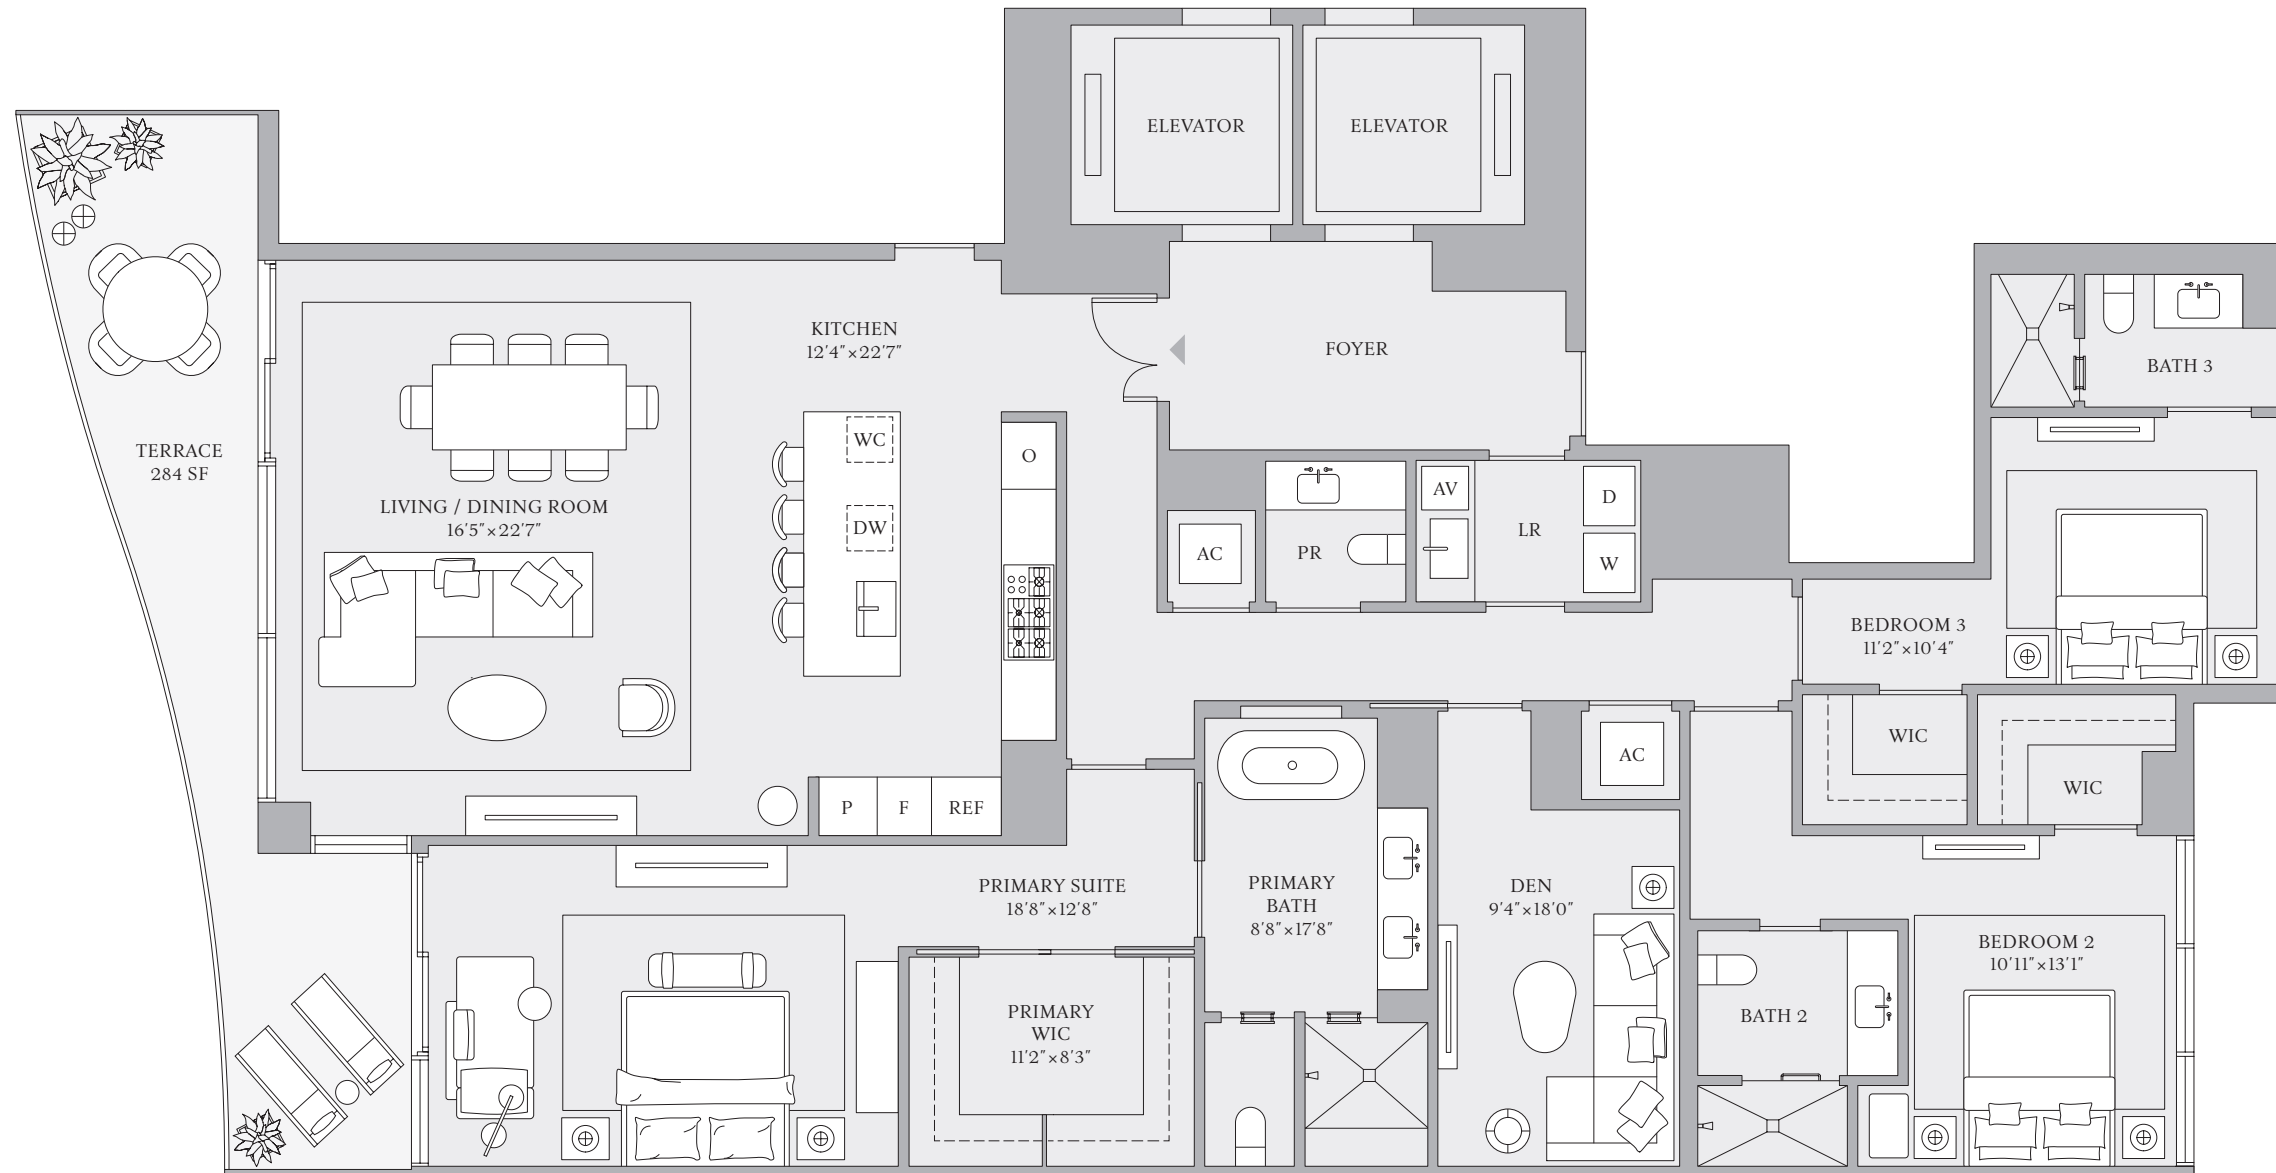 ELEVATOR
ELEVATOR
KITCHEN
12'4"×22'7"
FOYER
BATH 3
TERRACE
284 SF
WC
O
LIVING / DINING ROOM
16'5"×22'7"
DW
AV
D
LR
AC
PR
W
BEDROOM 3
11'2"×10'4"
WIC
WIC
AC
P
F
REF
PRIMARY SUITE
18'8"×12'8"
PRIMARY
BATH
8'8"×17'8"
DEN
9'4"×18'0"
BEDROOM 2
10'11"×13'1"
PRIMARY
WIC
11'2"×8'3"
BATH 2